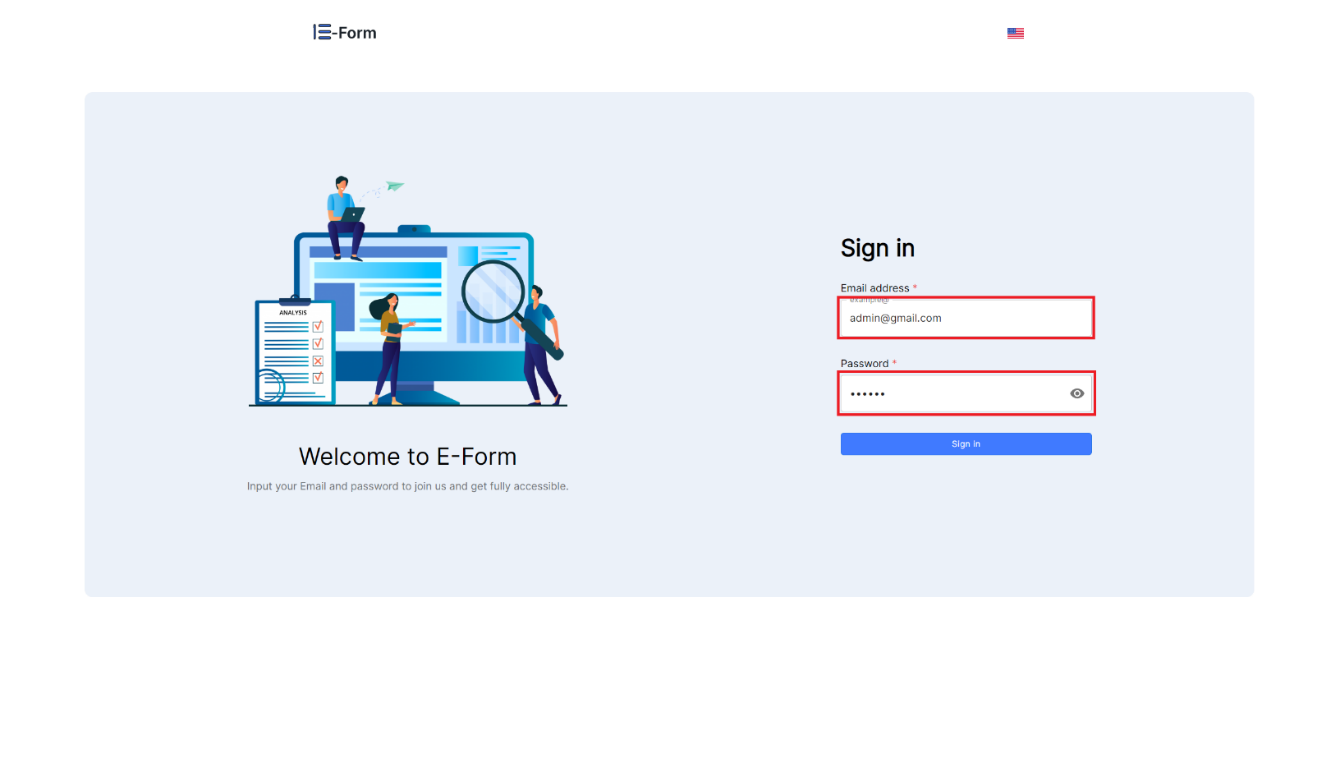 E-Form
ANALYSIS
Welcome to E-Form
Input your Email and password to join us and get fully accessible.
Sign in
Email address *
example@
admin@gmail.com
Password *
••••••
Sign in